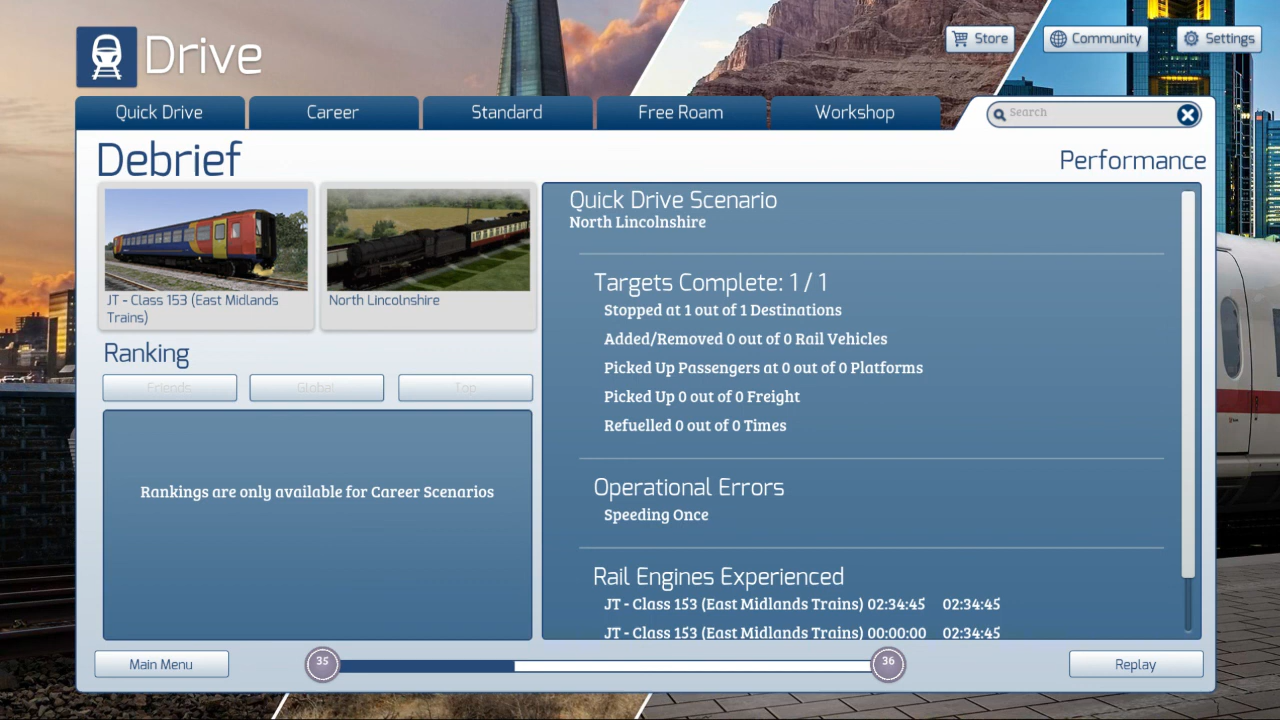 Drive
Store
Community
Settings
Quick Drive
Career
Standard
Free Roam
Workshop
Search
Debrief
Performance
JT - Class 153 (East Midlands
Trains)
North Lincolnshire
Ranking
Friends
Global
Top
Rankings are only available for Career Scenarios
Quick Drive Scenario
North Lincolnshire
Targets Complete: 1 / 1
Stopped at 1 out of 1 Destinations
Added/Removed 0 out of 0 Rail Vehicles
Picked Up Passengers at 0 out of 0 Platforms
Picked Up 0 out of 0 Freight
Refuelled 0 out of 0 Times
Operational Errors
Speeding Once
Rail Engines Experienced
JT - Class 153 (East Midlands Trains) 02:34:45 02:34:45
JT - Class 153 (East Midlands Trains) 00:00:00 02:34:45
Main Menu
35
36
Replay